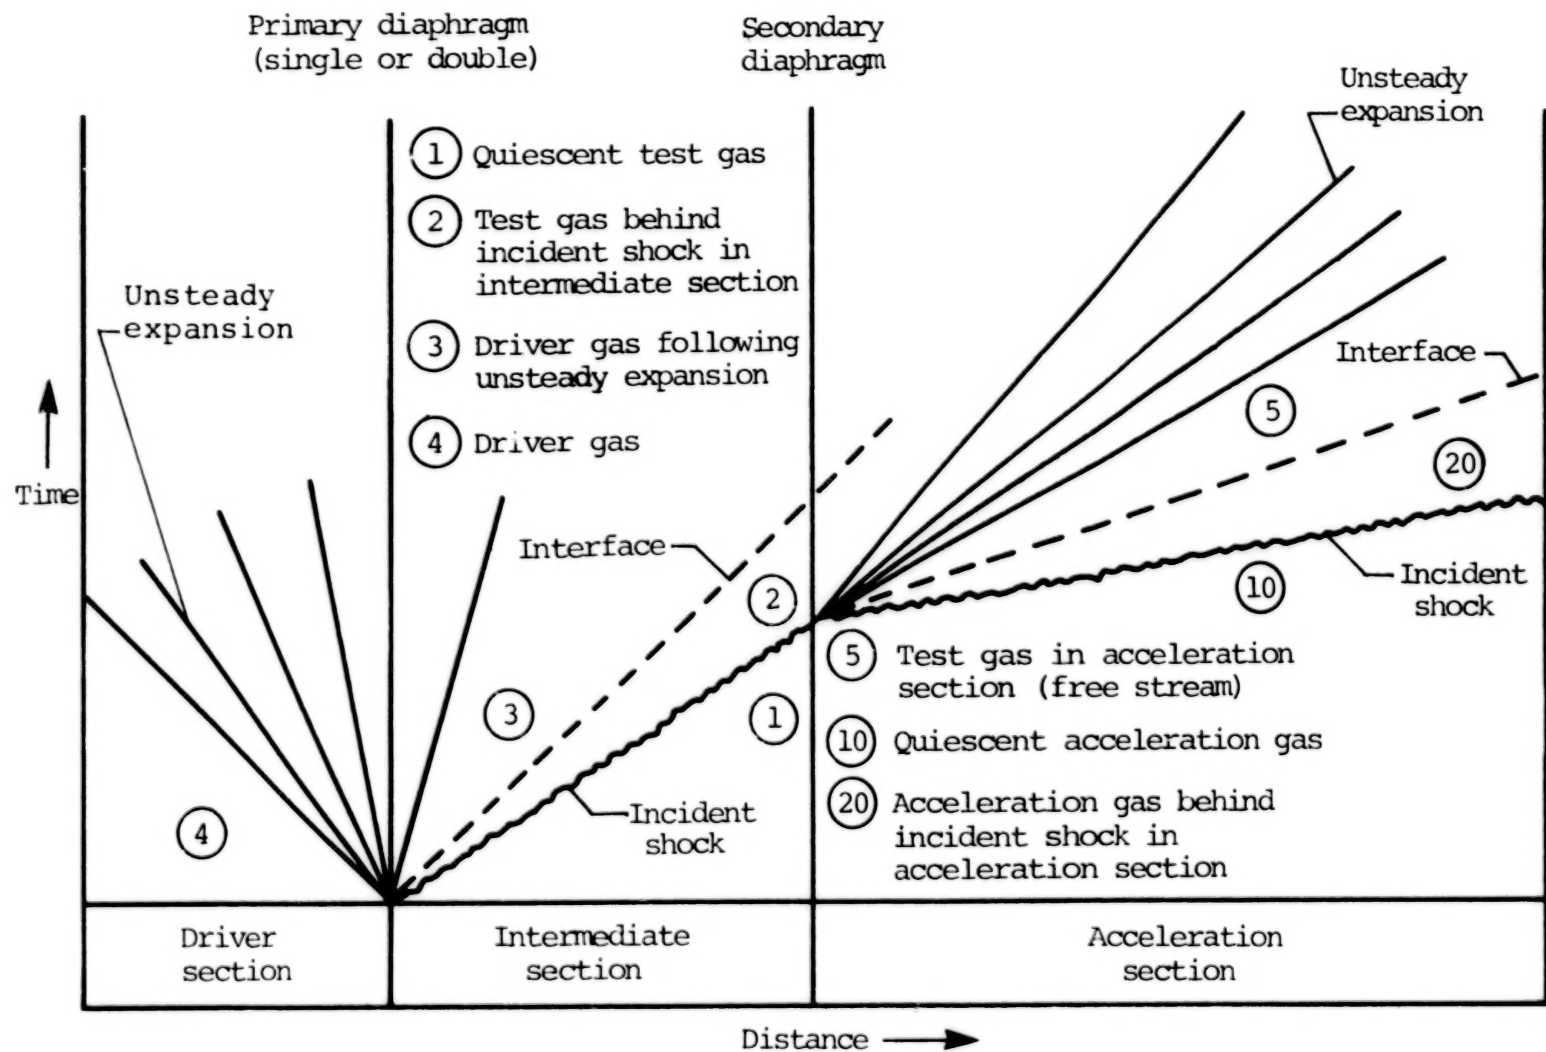 Primary diaphragm
(single or double)
Secondary
diaphragm
Unsteady
expansion
1 Quiescent test gas
2 Test gas behind
incident shock in
intermediate section
3 Driver gas following
unsteady expansion
4 Driver gas
Unsteady
expansion
Time
Interface
Interface
5
20
10
Incident
shock
2
3
1
4
Incident
shock
5 Test gas in acceleration
section (free stream)
10 Quiescent acceleration gas
20 Acceleration gas behind
incident shock in
acceleration section
Driver
section
Intermediate
section
Acceleration
section
Distance